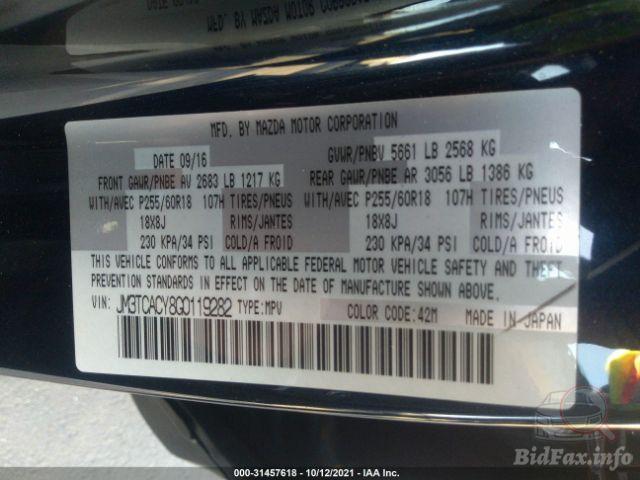 MFD. BY MAZDA MOTOR
MFD. BY MAZDA MOTOR CORPORATION
DATE 09/16 GVWR/PNBV 5661 LB 2568 KG
FRONT GAWR/PNBE AV 2683 LB 1217 KG REAR GAWR/PNBE AR 3056 LB 1386 KG
WITH/AVEC P255/60R18 107H TIRES/PNEUS WITH/AVEC P255/60R18 107H TIRES/PNEUS
18X8J RIMS/JANTES 18X8J RIMS/JANTES
230 KPA/34 PSI COLD/A FROID 230 KPA/34 PSI COLD/A FROID
THIS VEHICLE CONFORMS TO ALL APPLICABLE FEDERAL MOTOR VEHICLE SAFETY AND THEFT
PREVENTION STANDARDS IN EFFECT ON THE DATE OF MANUFACTURE SHOWN ABOVE.
VIN: JM3TCACY8G0119282 TYPE:MPV COLOR CODE:42M MADE IN JAPAN
000-31457618 - 10/12/2021 - IAA Inc.
BidFax.info